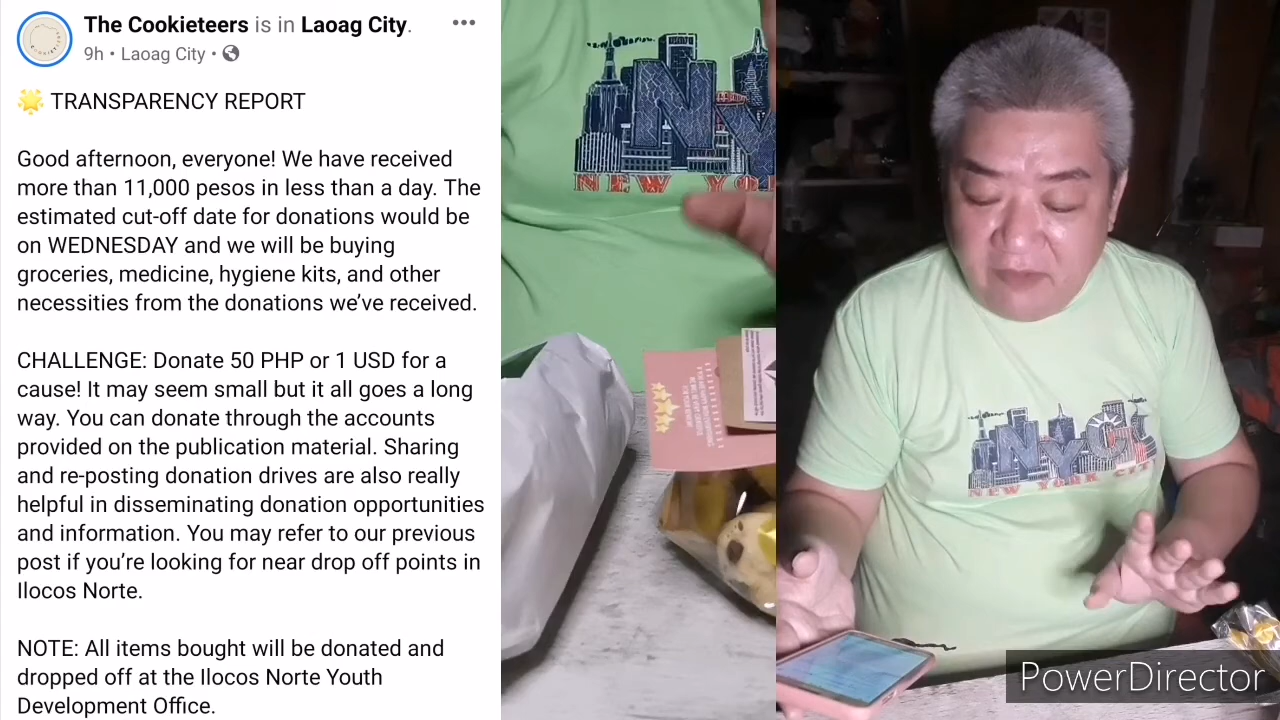 The Cookieteers is in Laoag City.
9h • Laoag City •
🌟 TRANSPARENCY REPORT
Good afternoon, everyone! We have received
more than 11,000 pesos in less than a day. The
estimated cut-off date for donations would be
on WEDNESDAY and we will be buying
groceries, medicine, hygiene kits, and other
necessities from the donations we’ve received.
CHALLENGE: Donate 50 PHP or 1 USD for a
cause! It may seem small but it all goes a long
way. You can donate through the accounts
provided on the publication material. Sharing
and re-posting donation drives are also really
helpful in disseminating donation opportunities
and information. You may refer to our previous
post if you’re looking for near drop off points in
Ilocos Norte.
NOTE: All items bought will be donated and
dropped off at the Ilocos Norte Youth
Development Office.
NY
NEW YO
NYC
NEW YORK CI
PowerDirector